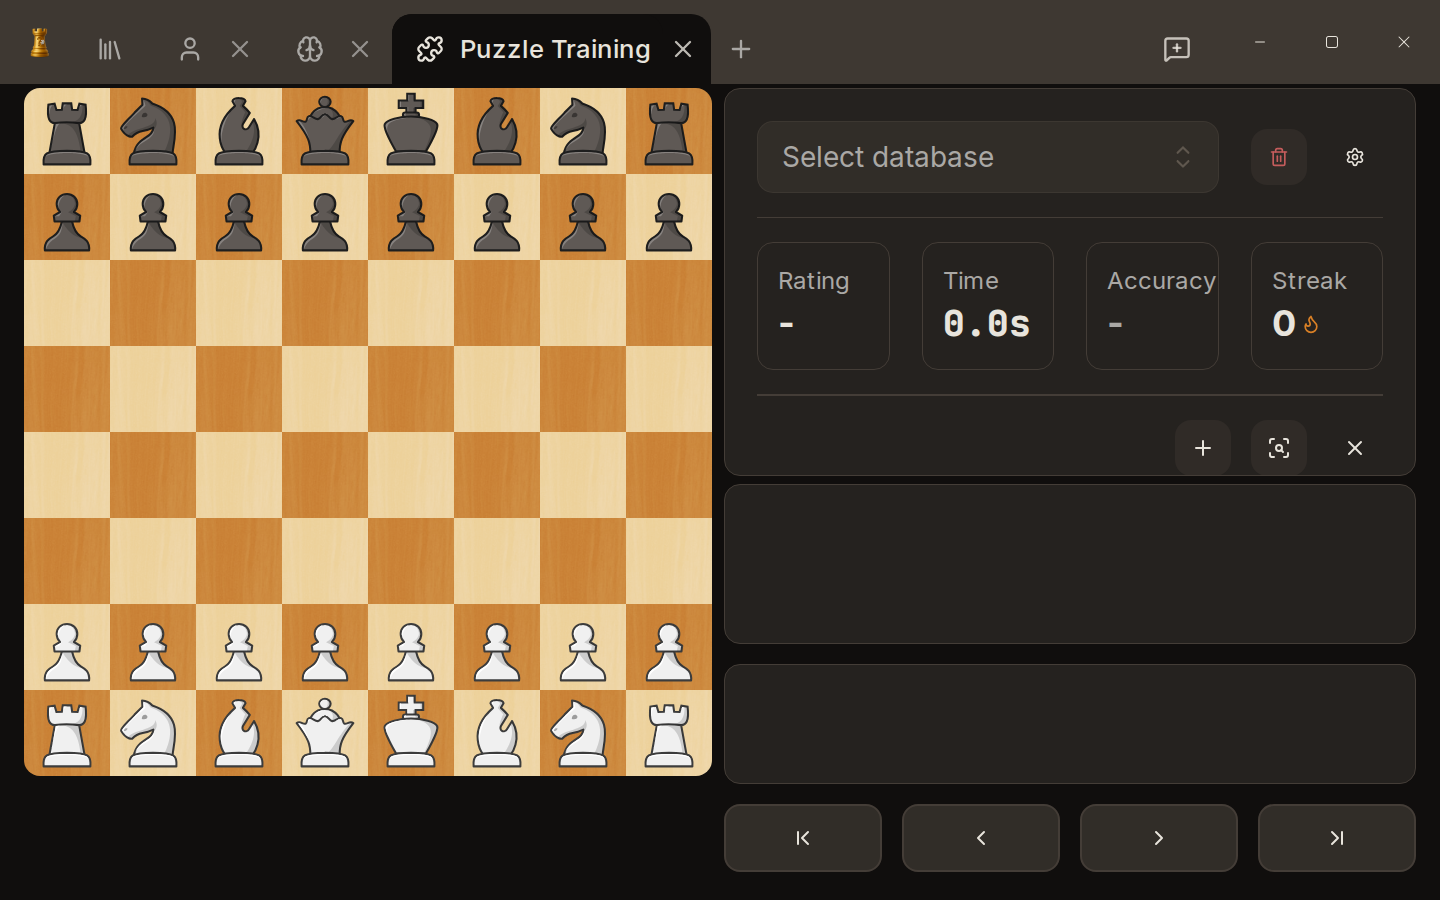 Puzzle Training
Select database
Rating
-
Time
0.0s
Accuracy
-
Streak
0